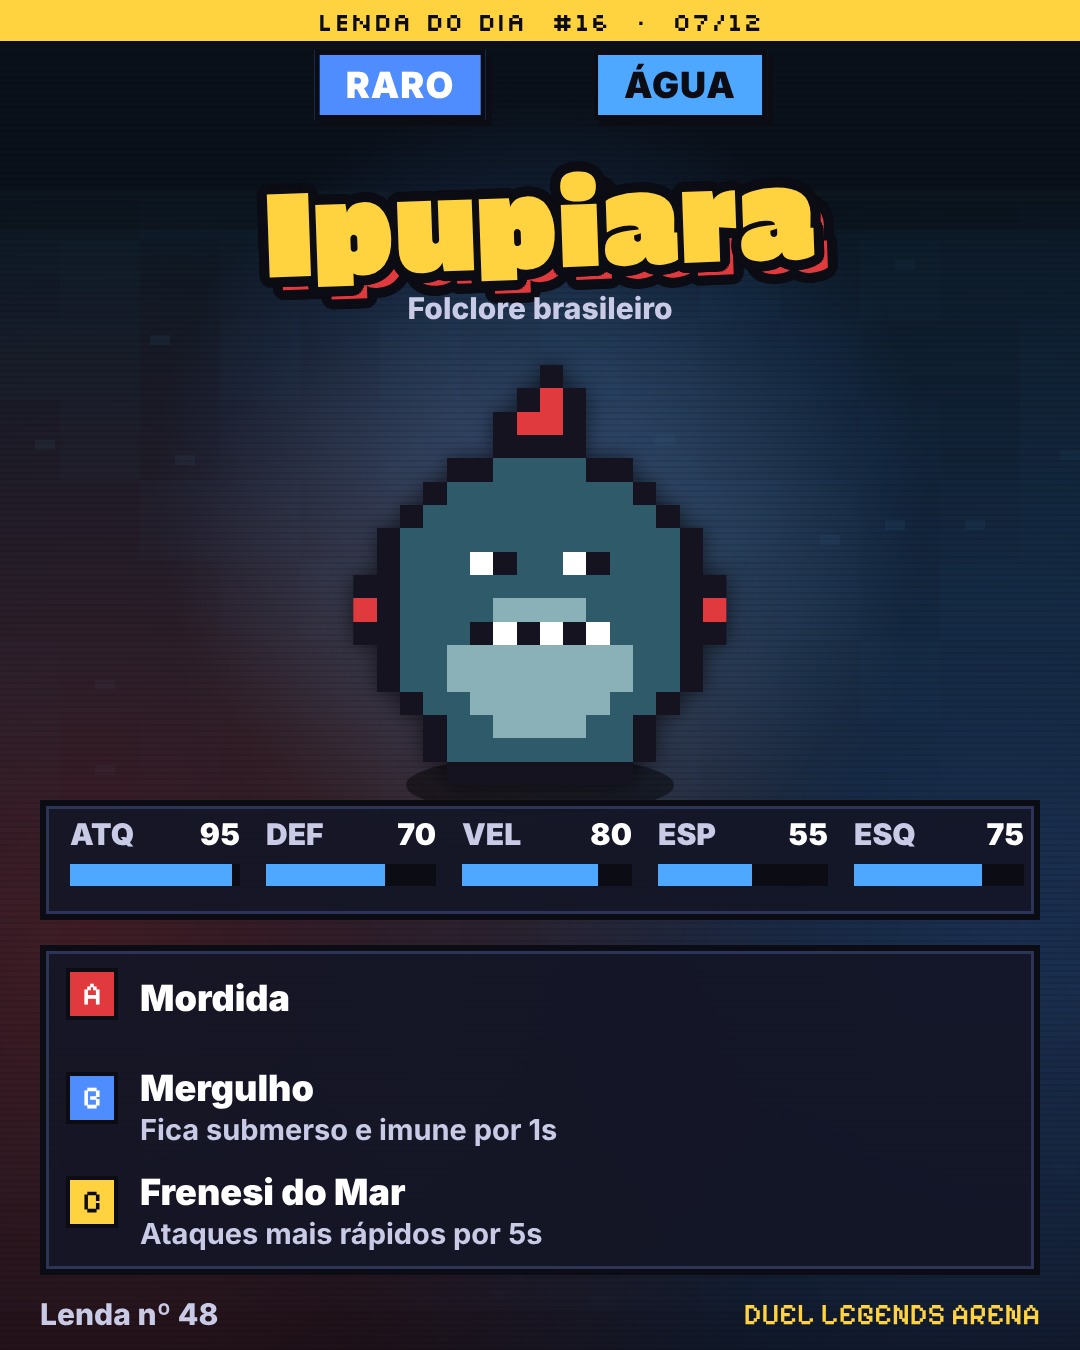 LENDA DO DIA #16 · 07/12
RARO ÁGUA
Ipupiara
Folclore brasileiro
ATQ 95 DEF 70 VEL 80 ESP 55 ESQ 75
A Mordida
B Mergulho
Fica submerso e imune por 1s
C Frenesi do Mar
Ataques mais rápidos por 5s
Lenda nº 48 DUEL LEGENDS ARENA